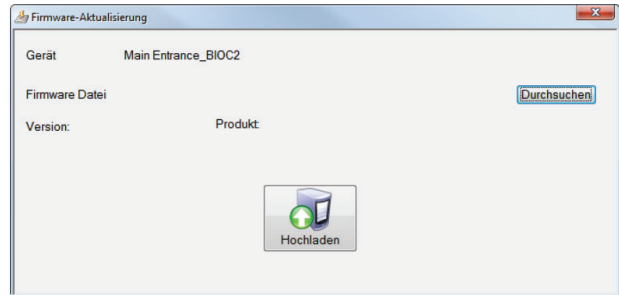 Firmware-Aktualisierung
Gerät Main Entrance_BIOC2
Firmware Datei Durchsuchen
Version: Produkt:
Hochladen